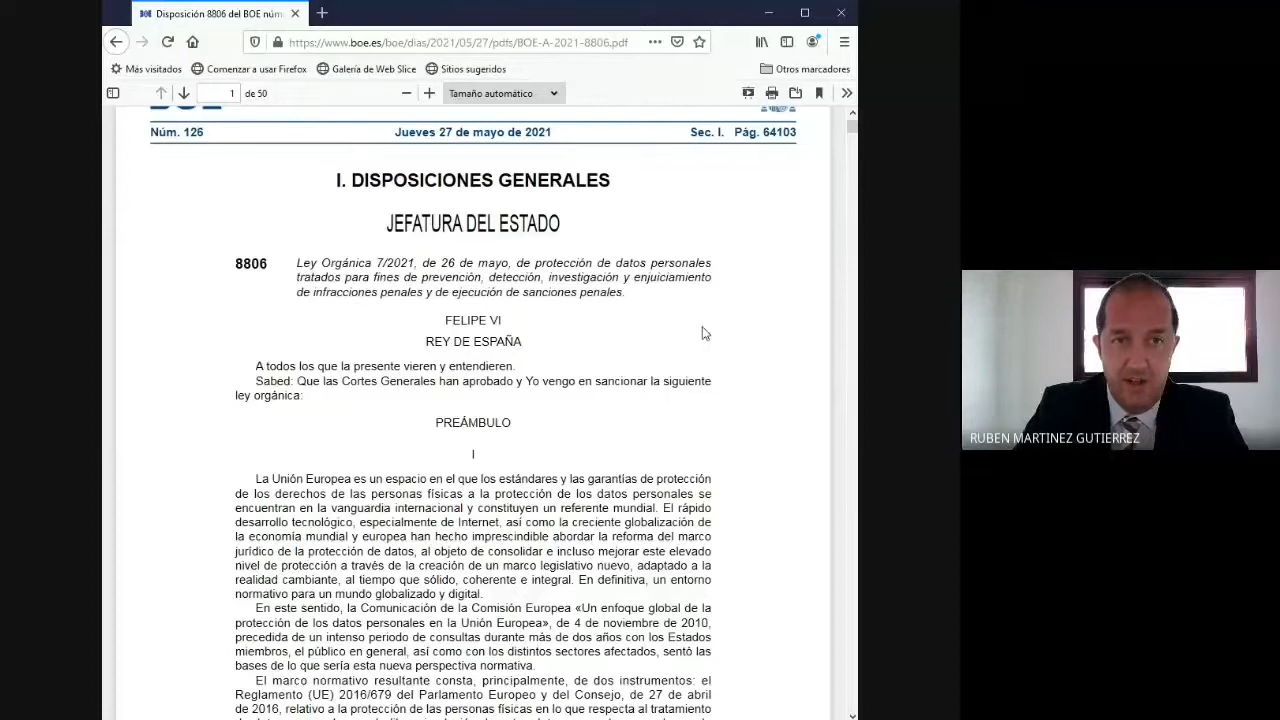 Disposición 8806 del BOE núm
https://www.boe.es/boe/dias/2021/05/27/pdfs/BOE-A-2021-8806.pdf
Más visitados
Comenzar a usar Firefox
Galería de Web Slice
Sitios sugeridos
Otros marcadores
1 de 50
Tamaño automático
Núm. 126
Jueves 27 de mayo de 2021
Sec. I. Pág. 64103
I. DISPOSICIONES GENERALES
JEFATURA DEL ESTADO
8806 Ley Orgánica 7/2021, de 26 de mayo, de protección de datos personales
tratados para fines de prevención, detección, investigación y enjuiciamiento
de infracciones penales y de ejecución de sanciones penales.
FELIPE VI
REY DE ESPAÑA
A todos los que la presente vieren y entendieren.
Sabed: Que las Cortes Generales han aprobado y Yo vengo en sancionar la siguiente
ley orgánica:
PREÁMBULO
I
La Unión Europea es un espacio en el que los estándares y las garantías de protección
de los derechos de las personas físicas a la protección de los datos personales se
encuentran en la vanguardia internacional y constituyen un referente mundial. El rápido
desarrollo tecnológico, especialmente de Internet, así como la creciente globalización de
la economía mundial y europea han hecho imprescindible abordar la reforma del marco
jurídico de la protección de datos, al objeto de consolidar e incluso mejorar este elevado
nivel de protección a través de la creación de un marco legislativo nuevo, adaptado a la
realidad cambiante, al tiempo que sólido, coherente e integral. En definitiva, un entorno
normativo para un mundo globalizado y digital.
En este sentido, la Comunicación de la Comisión Europea «Un enfoque global de la
protección de los datos personales en la Unión Europea», de 4 de noviembre de 2010,
precedida de un intenso periodo de consultas durante más de dos años con los Estados
miembros, el público en general, así como con los distintos sectores afectados, sentó las
bases de lo que sería esta nueva perspectiva normativa.
El marco normativo resultante consta, principalmente, de dos instrumentos: el
Reglamento (UE) 2016/679 del Parlamento Europeo y del Consejo, de 27 de abril
de 2016, relativo a la protección de las personas físicas en lo que respecta al tratamiento
RUBEN MARTINEZ GUTIERREZ